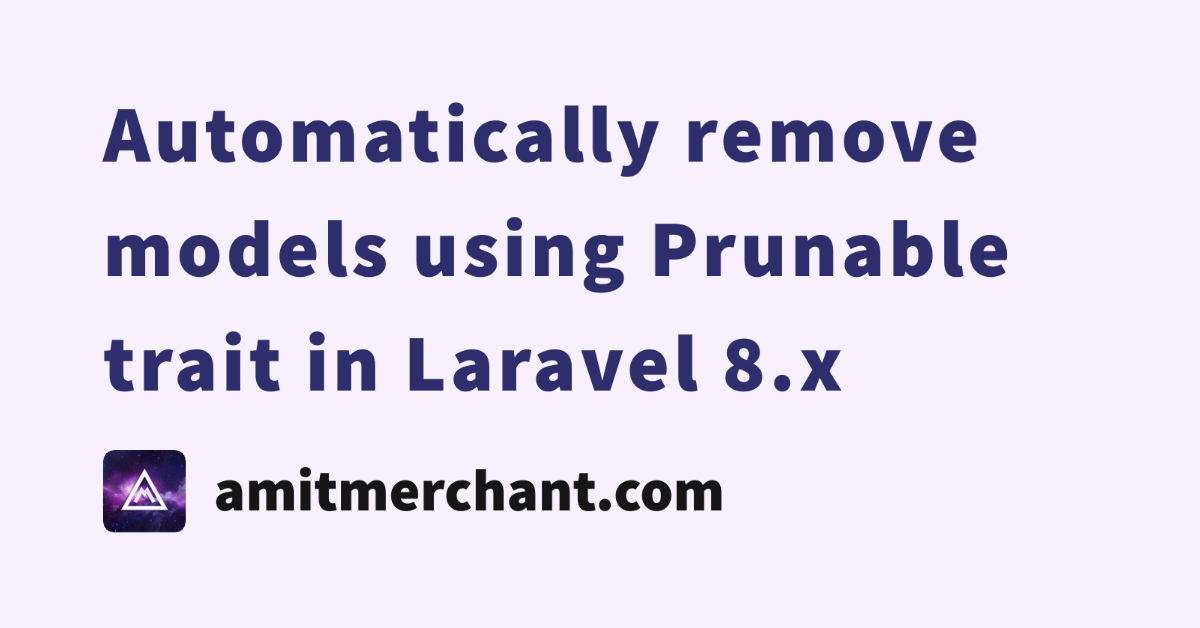 Automatically remove
models using Prunable
trait in Laravel 8.x
amitmerchant.com